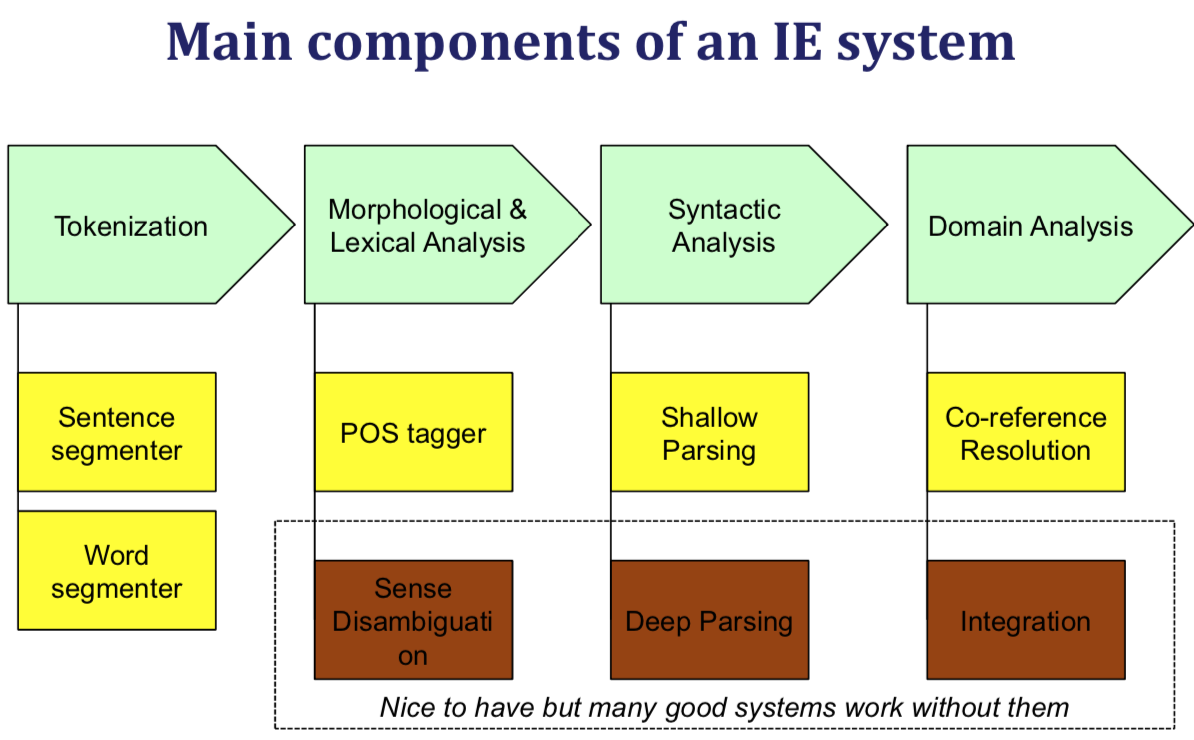 Main components of an IE system
Tokenization
Morphological &
Lexical Analysis
Syntactic
Analysis
Domain Analysis
Sentence
segmenter
POS tagger
Shallow
Parsing
Co-reference
Resolution
Word
segmenter
Sense
Disambiguati
on
Deep Parsing
Integration
Nice to have but many good systems work without them